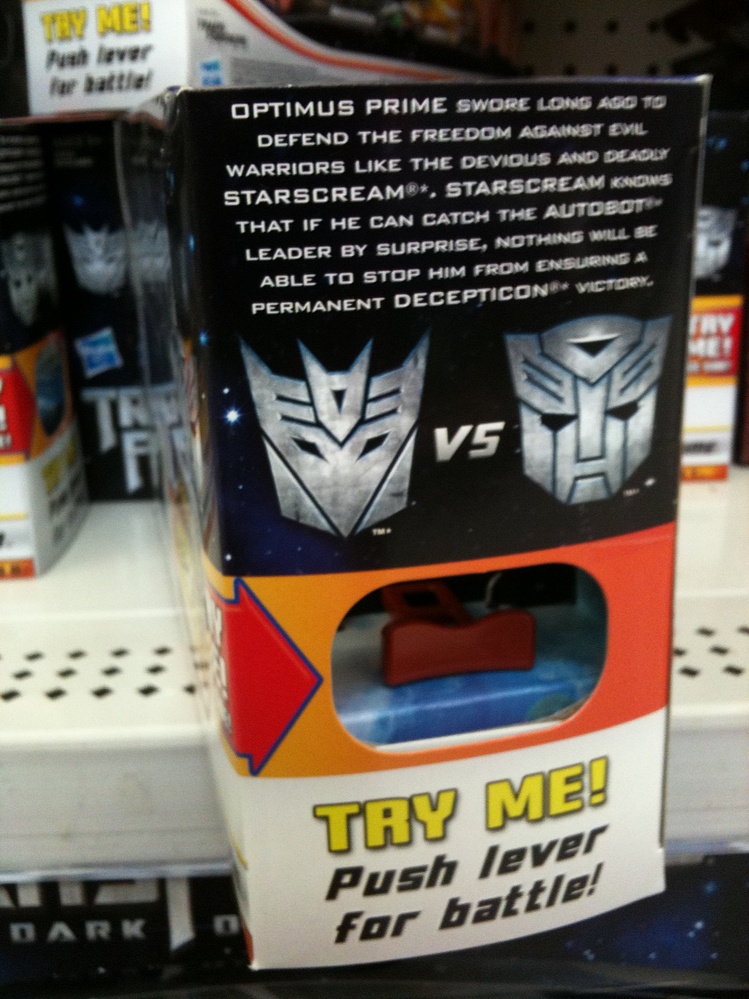 TRY ME!
Push lever
for battle!
OPTIMUS PRIME SWORE LONG AGO TO
DEFEND THE FREEDOM AGAINST EVIL
WARRIORS LIKE THE DEVIOUS AND DEADLY
STARSCREAM®*. STARSCREAM KNOWS
THAT IF HE CAN CATCH THE AUTOBOT®*
LEADER BY SURPRISE, NOTHING WILL BE
ABLE TO STOP HIM FROM ENSURING A
PERMANENT DECEPTICON®* VICTORY.
VS
TM*
TM*
TRY ME!
Push lever
for battle!
DARK